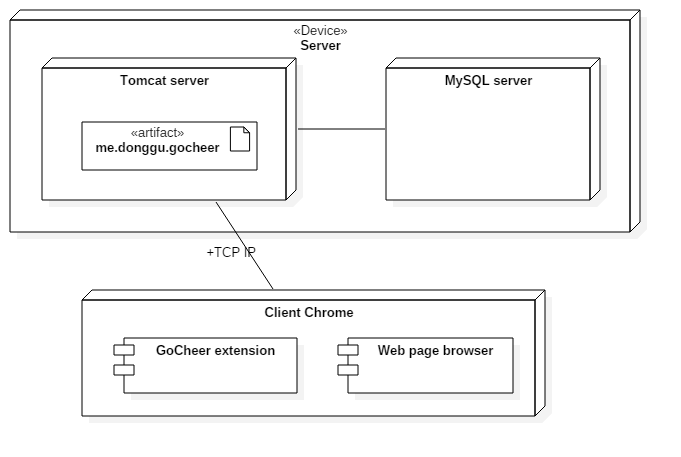 «Device»
Server
Tomcat server
MySQL server
«artifact»
me.donggu.gocheer
+TCP IP
Client Chrome
GoCheer extension
Web page browser